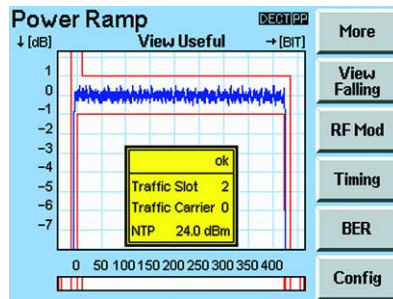 Power Ramp DECT PP
↓[dB] View Useful →[BIT]
1
0
-1
-2
-3
-4
-5
-6
-7
ok
Traffic Slot 2
Traffic Carrier 0
NTP 24.0 dBm
0 50 100 150 200 250 300 350 400
More
View
Falling
RF Mod
Timing
BER
Config